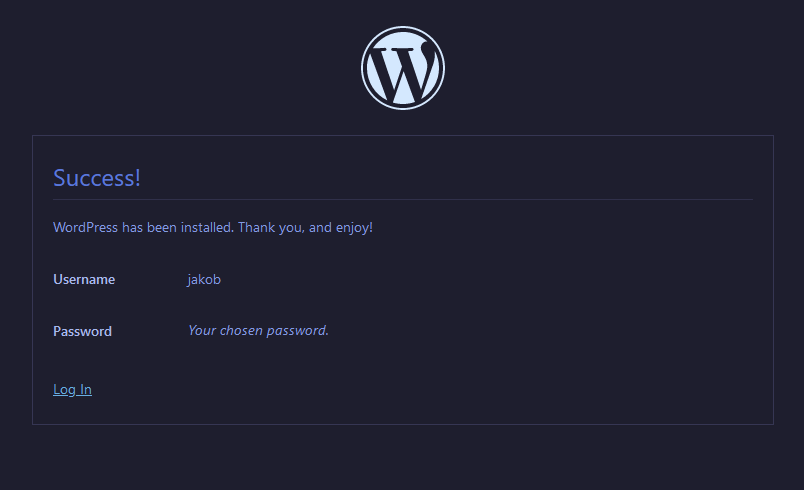 Success!
WordPress has been installed. Thank you, and enjoy!
Username jakob
Password Your chosen password.
Log In